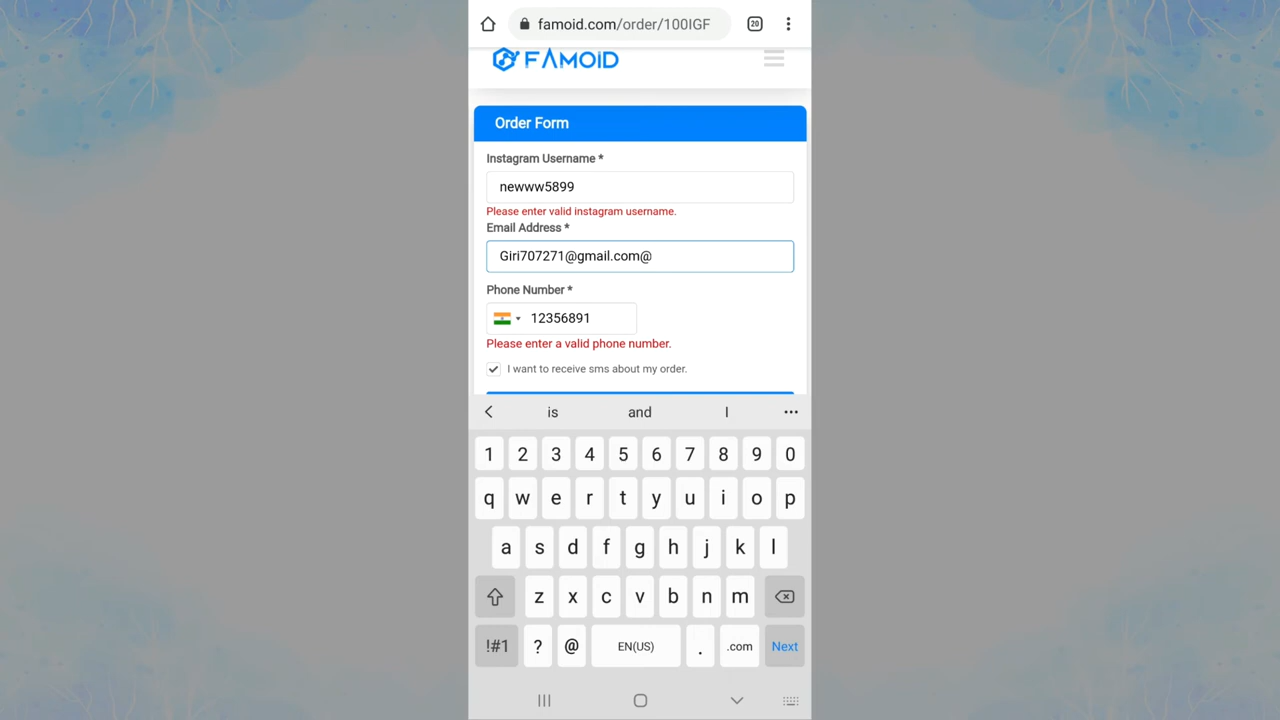 20
famoid.com/order/100IGF
FAMOID
Order Form
Instagram Username *
newww5899
Please enter valid instagram username.
Email Address *
Giri707271@gmail.com@
Phone Number *
12356891
Please enter a valid phone number.
I want to receive sms about my order.
is and I
1 2 3 4 5 6 7 8 9 0
q w e r t y u i o p
a s d f g h j k l
z x c v b n m
!#1 ? @ EN(US) . .com Next